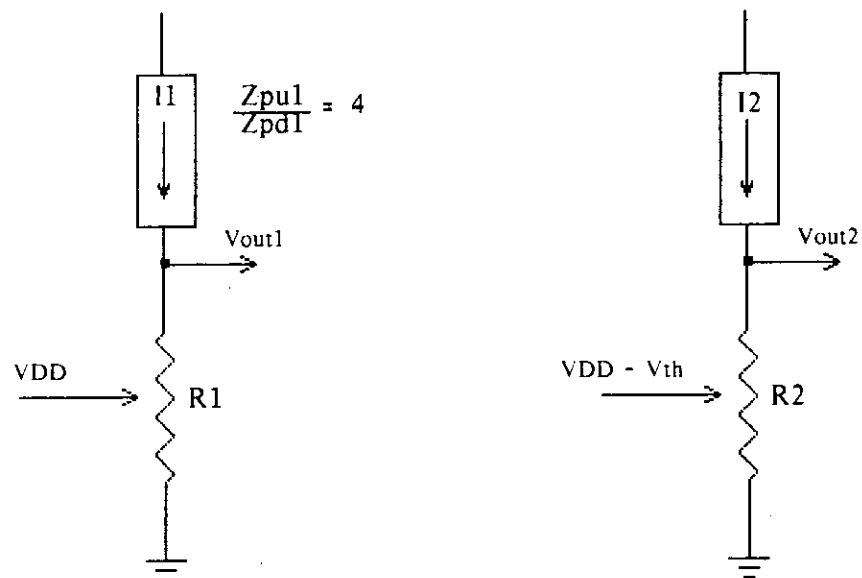 I1
Zpu1
Zpd1
= 4
Vout1
VDD
R1
I2
Vout2
VDD - Vth
R2